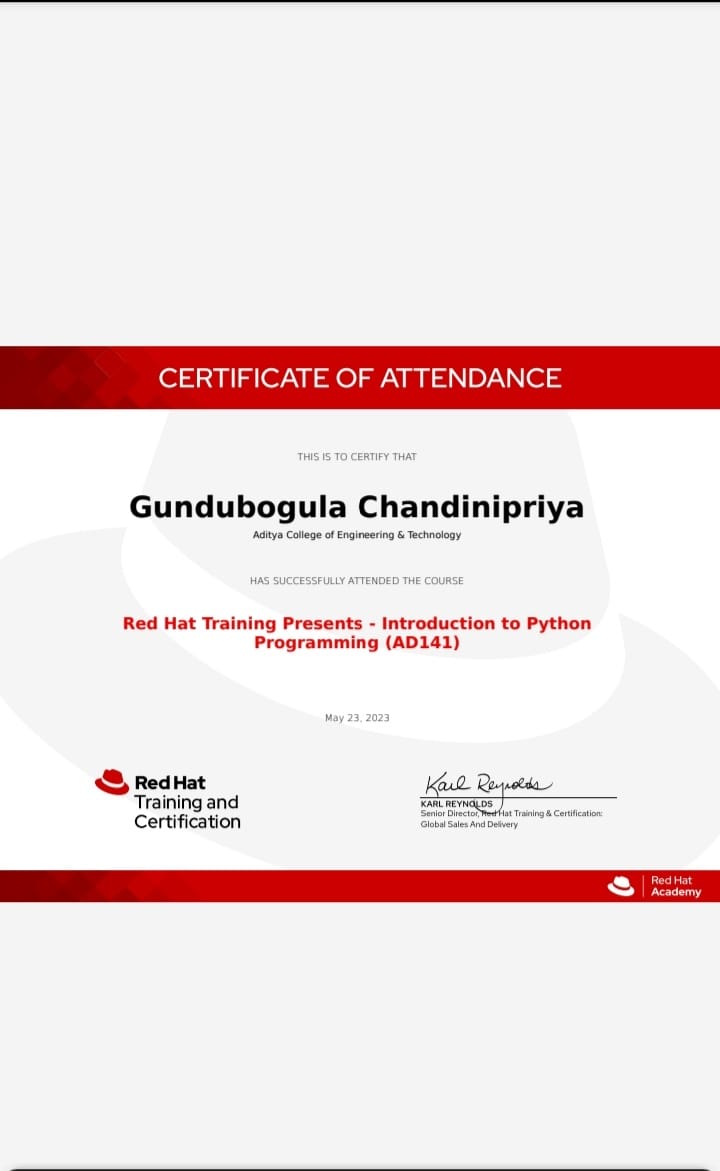 CERTIFICATE OF ATTENDANCE
THIS IS TO CERTIFY THAT
Gundubogula Chandinipriya
Aditya College of Engineering & Technology
HAS SUCCESSFULLY ATTENDED THE COURSE
Red Hat Training Presents - Introduction to Python
Programming (AD141)
May 23, 2023
Red Hat
Training and
Certification
Karl Reynolds
KARL REYNOLDS
Senior Director, Red Hat Training & Certification:
Global Sales And Delivery
Red Hat
Academy